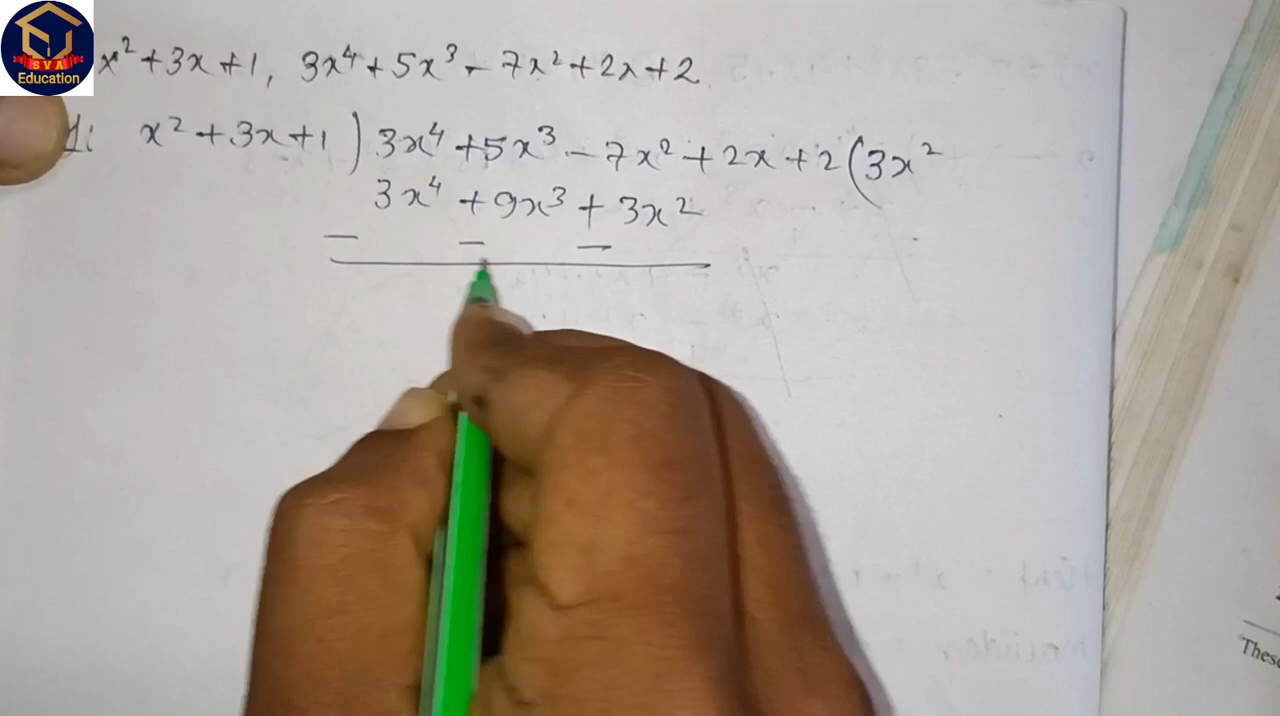 SVA
Education
x² + 3x + 1, 3x⁴ + 5x³ - 7x² + 2x + 2
1: x² + 3x + 1 ) 3x⁴ + 5x³ - 7x² + 2x + 2 ( 3x²
3x⁴ + 9x³ + 3x²
— — —
These